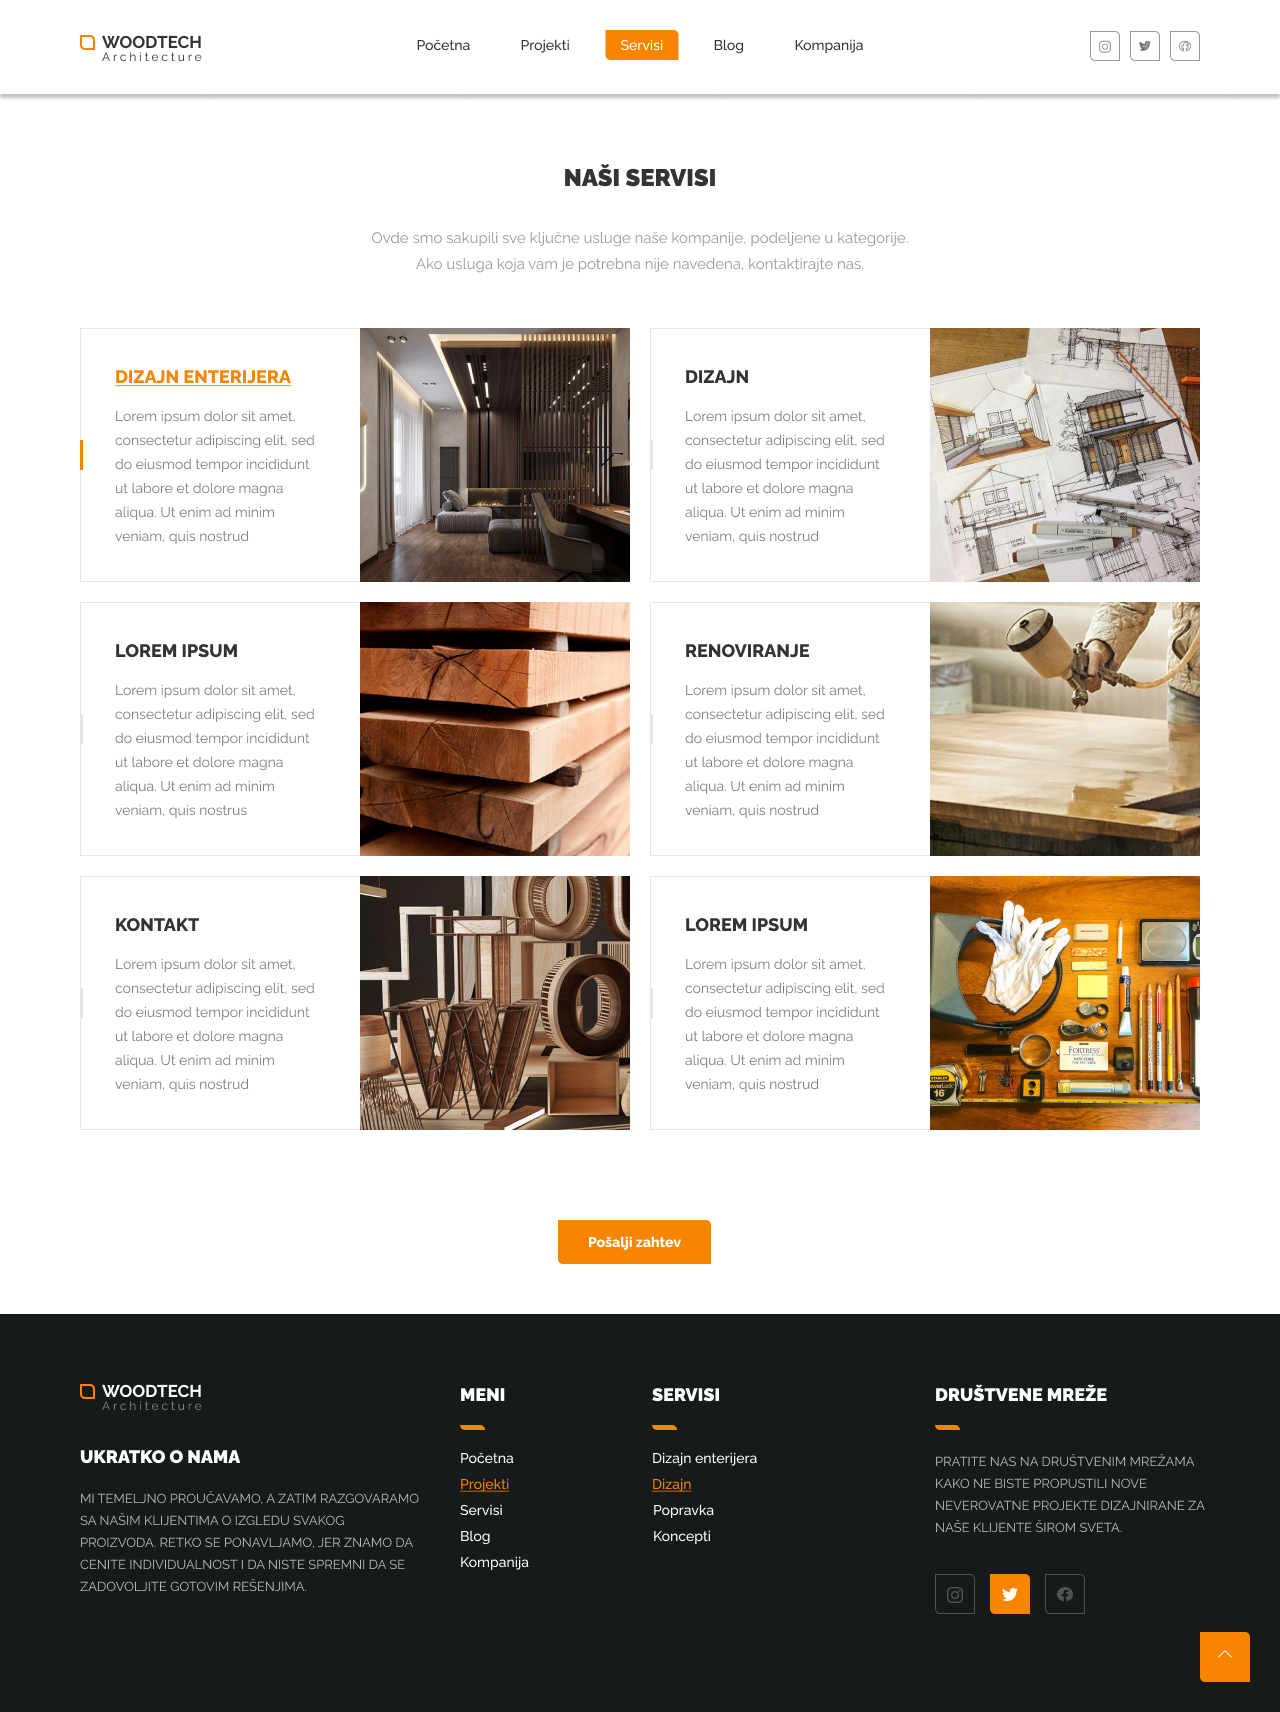 WOODTECH
Architecture
Početna
Projekti
Servisi
Blog
Kompanija
NAŠI SERVISI
Ovde smo sakupili sve ključne usluge naše kompanije, podeljene u kategorije.
Ako usluga koja vam je potrebna nije navedena, kontaktirajte nas.
DIZAJN ENTERIJERA
Lorem ipsum dolor sit amet,
consectetur adipiscing elit, sed
do eiusmod tempor incididunt
ut labore et dolore magna
aliqua. Ut enim ad minim
veniam, quis nostrud
DIZAJN
Lorem ipsum dolor sit amet,
consectetur adipiscing elit, sed
do eiusmod tempor incididunt
ut labore et dolore magna
aliqua. Ut enim ad minim
veniam, quis nostrud
LOREM IPSUM
Lorem ipsum dolor sit amet,
consectetur adipiscing elit, sed
do eiusmod tempor incididunt
ut labore et dolore magna
aliqua. Ut enim ad minim
veniam, quis nostrus
RENOVIRANJE
Lorem ipsum dolor sit amet,
consectetur adipiscing elit, sed
do eiusmod tempor incididunt
ut labore et dolore magna
aliqua. Ut enim ad minim
veniam, quis nostrud
KONTAKT
Lorem ipsum dolor sit amet,
consectetur adipiscing elit, sed
do eiusmod tempor incididunt
ut labore et dolore magna
aliqua. Ut enim ad minim
veniam, quis nostrud
LOREM IPSUM
Lorem ipsum dolor sit amet,
consectetur adipiscing elit, sed
do eiusmod tempor incididunt
ut labore et dolore magna
aliqua. Ut enim ad minim
veniam, quis nostrud
FORTRESS
NEW YORK
STANLEY
16'
Pošalji zahtev
WOODTECH
Architecture
UKRATKO O NAMA
MI TEMELJNO PROUČAVAMO, A ZATIM RAZGOVARAMO
SA NAŠIM KLIJENTIMA O IZGLEDU SVAKOG
PROIZVODA. RETKO SE PONAVLJAMO, JER ZNAMO DA
CENITE INDIVIDUALNOST I DA NISTE SPREMNI DA SE
ZADOVOLJITE GOTOVIM REŠENJIMA.
MENI
Početna
Projekti
Servisi
Blog
Kompanija
SERVISI
Dizajn enterijera
Dizajn
Popravka
Koncepti
DRUŠTVENE MREŽE
PRATITE NAS NA DRUŠTVENIM MREŽAMA
KAKO NE BISTE PROPUSTILI NOVE
NEVEROVATNE PROJEKTE DIZAJNIRANE ZA
NAŠE KLIJENTE ŠIROM SVETA.